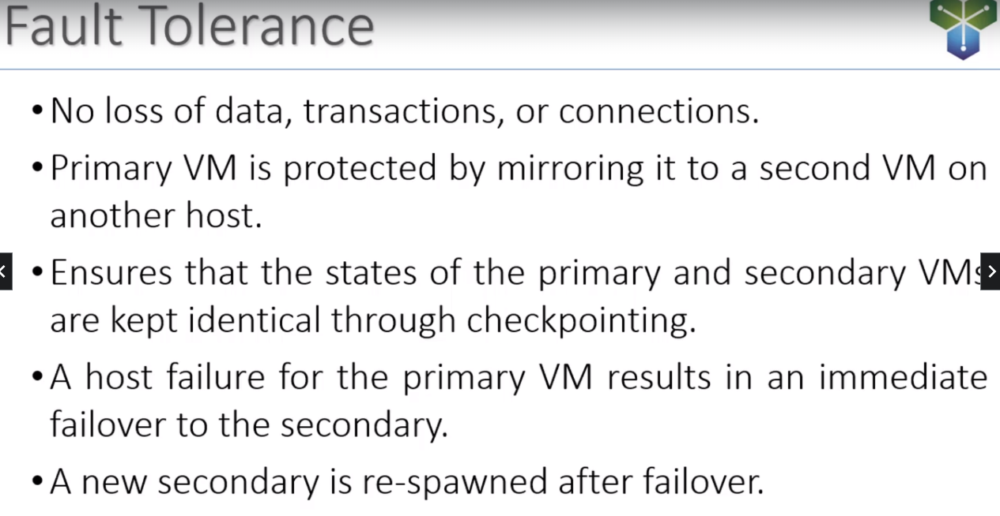 Fault Tolerance
• No loss of data, transactions, or connections.
• Primary VM is protected by mirroring it to a second VM on
another host.
• Ensures that the states of the primary and secondary VMs
are kept identical through checkpointing.
• A host failure for the primary VM results in an immediate
failover to the secondary.
• A new secondary is re-spawned after failover.